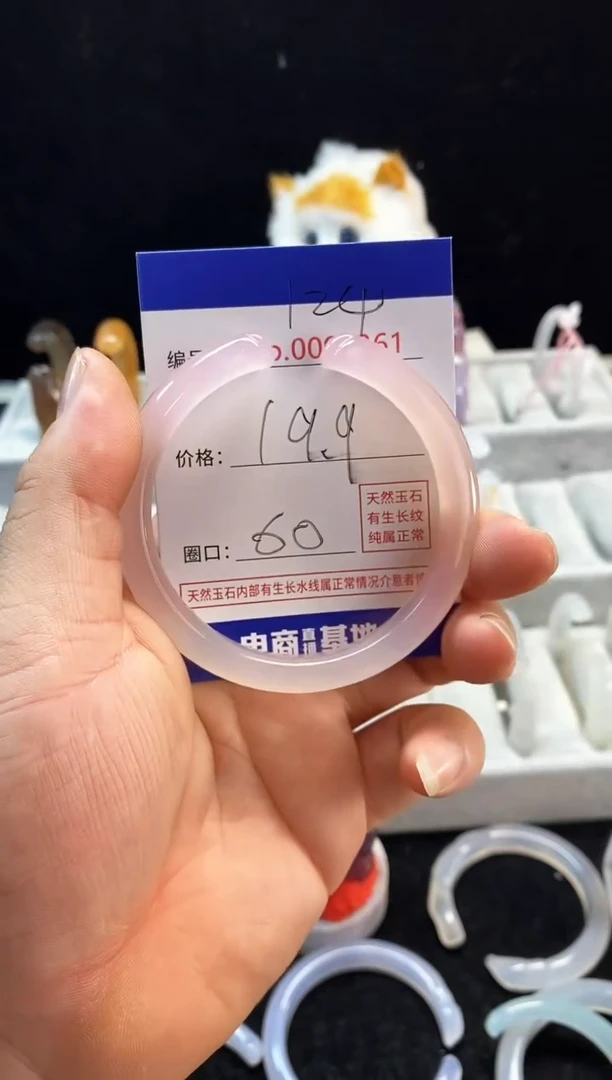 124
价格: 19.9
天然玉石
有生长纹
纯属正常
圈口: 60
天然玉石内部有生长水线属正常情况介意者
电商 基地